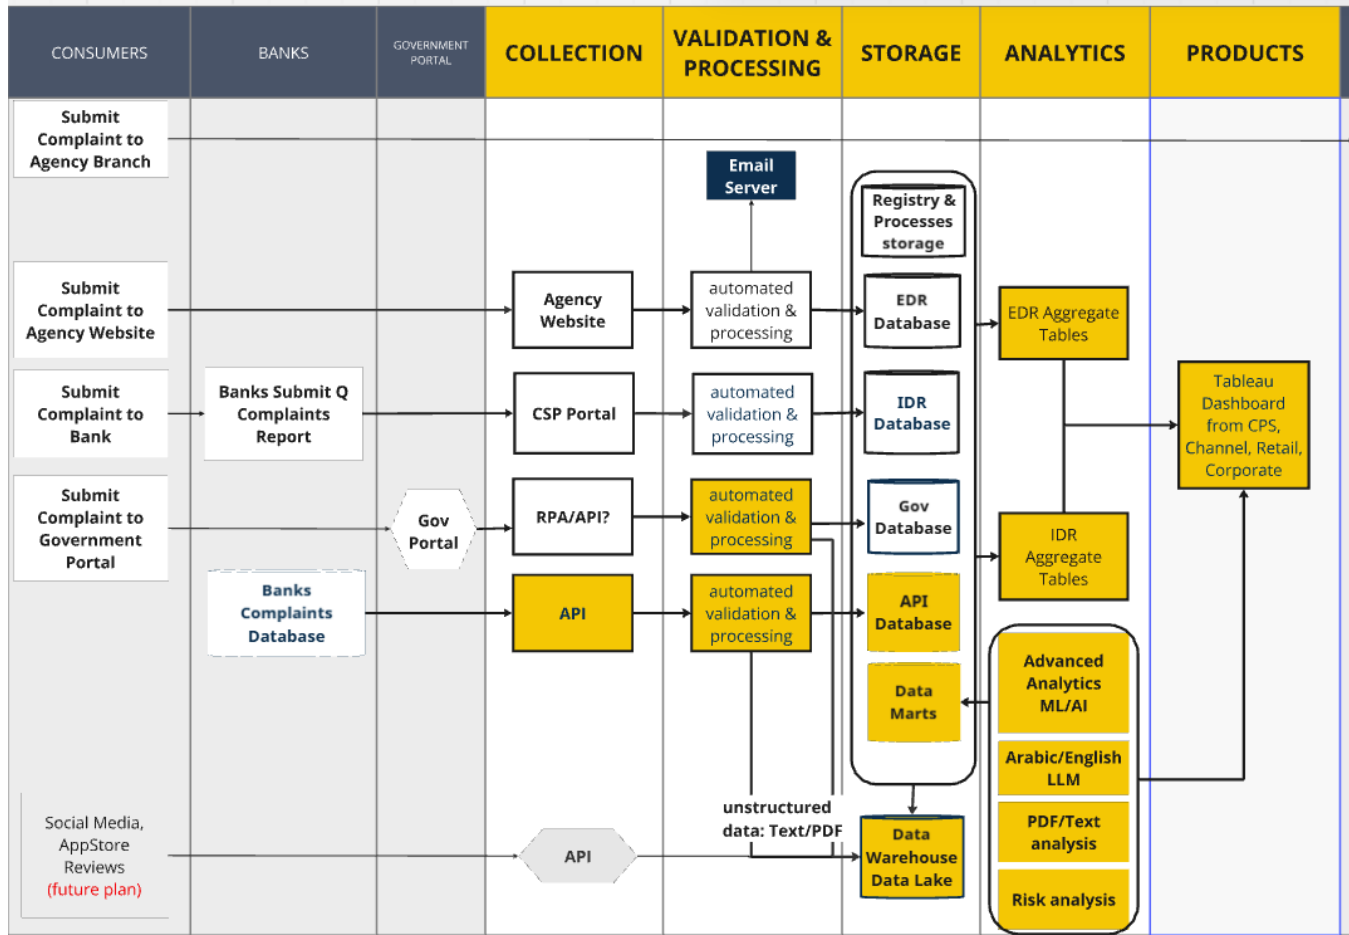 CONSUMERS
BANKS
GOVERNMENT
PORTAL
COLLECTION
VALIDATION &
PROCESSING
STORAGE
ANALYTICS
PRODUCTS
Submit
Complaint to
Agency Branch
Email
Server
Registry &
Processes
storage
Submit
Complaint to
Agency Website
Agency
Website
automated
validation &
processing
EDR
Database
EDR Aggregate
Tables
Submit
Complaint to
Bank
Banks Submit Q
Complaints
Report
CSP Portal
automated
validation &
processing
IDR
Database
Tableau
Dashboard
from CPS,
Channel, Retail,
Corporate
Submit
Complaint to
Government
Portal
Gov
Portal
RPA/API?
automated
validation &
processing
Gov
Database
IDR
Aggregate
Tables
Banks
Complaints
Database
API
automated
validation &
processing
API
Database
Data
Marts
Advanced
Analytics
ML/AI
Arabic/English
LLM
PDF/Text
analysis
Risk analysis
unstructured
data: Text/PDF
Social Media,
AppStore
Reviews
(future plan)
API
Data
Warehouse
Data Lake